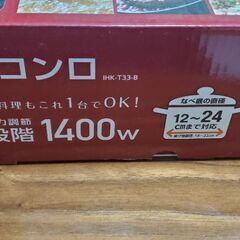 コンロ
IHK-T33-B
料理もこれ1台でOK!
力調節
段階 1400W
なべ底の直径
12～24
cmまで対応